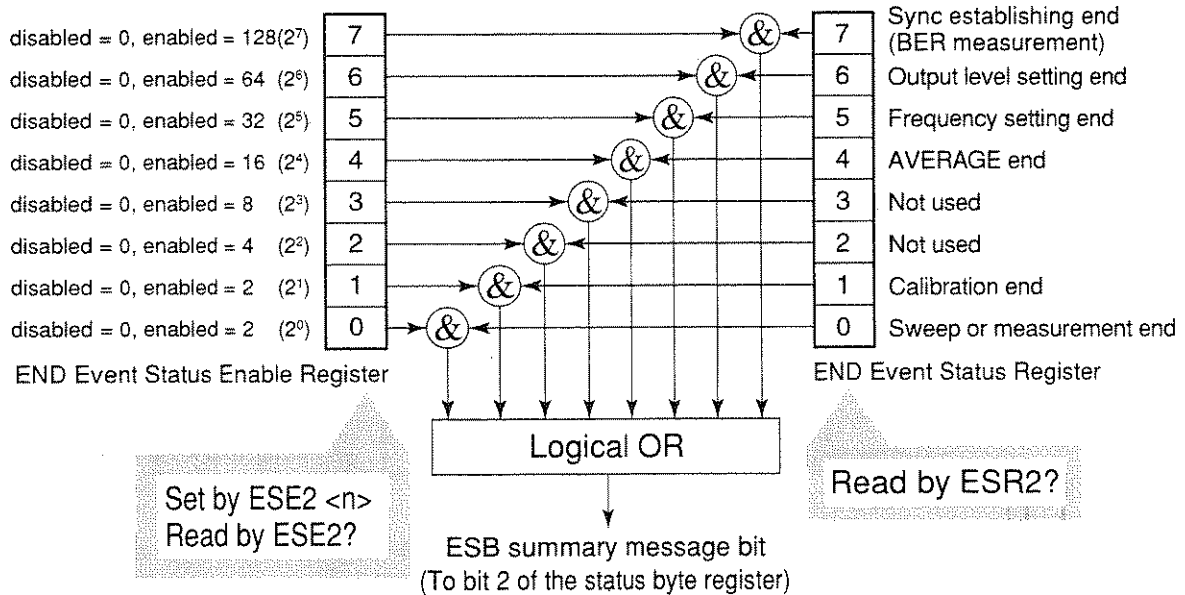 disabled = 0, enabled = 128(2⁷) 7 & 7 Sync establishing end
(BER measurement)
disabled = 0, enabled = 64 (2⁶) 6 & 6 Output level setting end
disabled = 0, enabled = 32 (2⁵) 5 & 5 Frequency setting end
disabled = 0, enabled = 16 (2⁴) 4 & 4 AVERAGE end
disabled = 0, enabled = 8 (2³) 3 & 3 Not used
disabled = 0, enabled = 4 (2²) 2 & 2 Not used
disabled = 0, enabled = 2 (2¹) 1 & 1 Calibration end
disabled = 0, enabled = 2 (2⁰) 0 & 0 Sweep or measurement end
END Event Status Enable Register
END Event Status Register
Logical OR
Set by ESE2 <n>
Read by ESE2?
Read by ESR2?
ESB summary message bit
(To bit 2 of the status byte register)